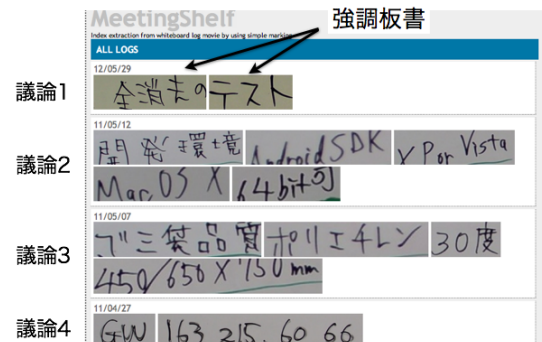 強調板書
MeetingShelf
Index extraction from whiteboard log movie by using simple marking
ALL LOGS
12/05/29
議論1
全消去のテスト
11/05/12
議論2
開発環境 Android SDK XP or Vista
Mac OS X 64bit可
11/05/07
議論3
ゴミ袋品質 ポリエチレン 30度
450/650 X 750mm
11/04/27
議論4
GW 163 215. 60 66